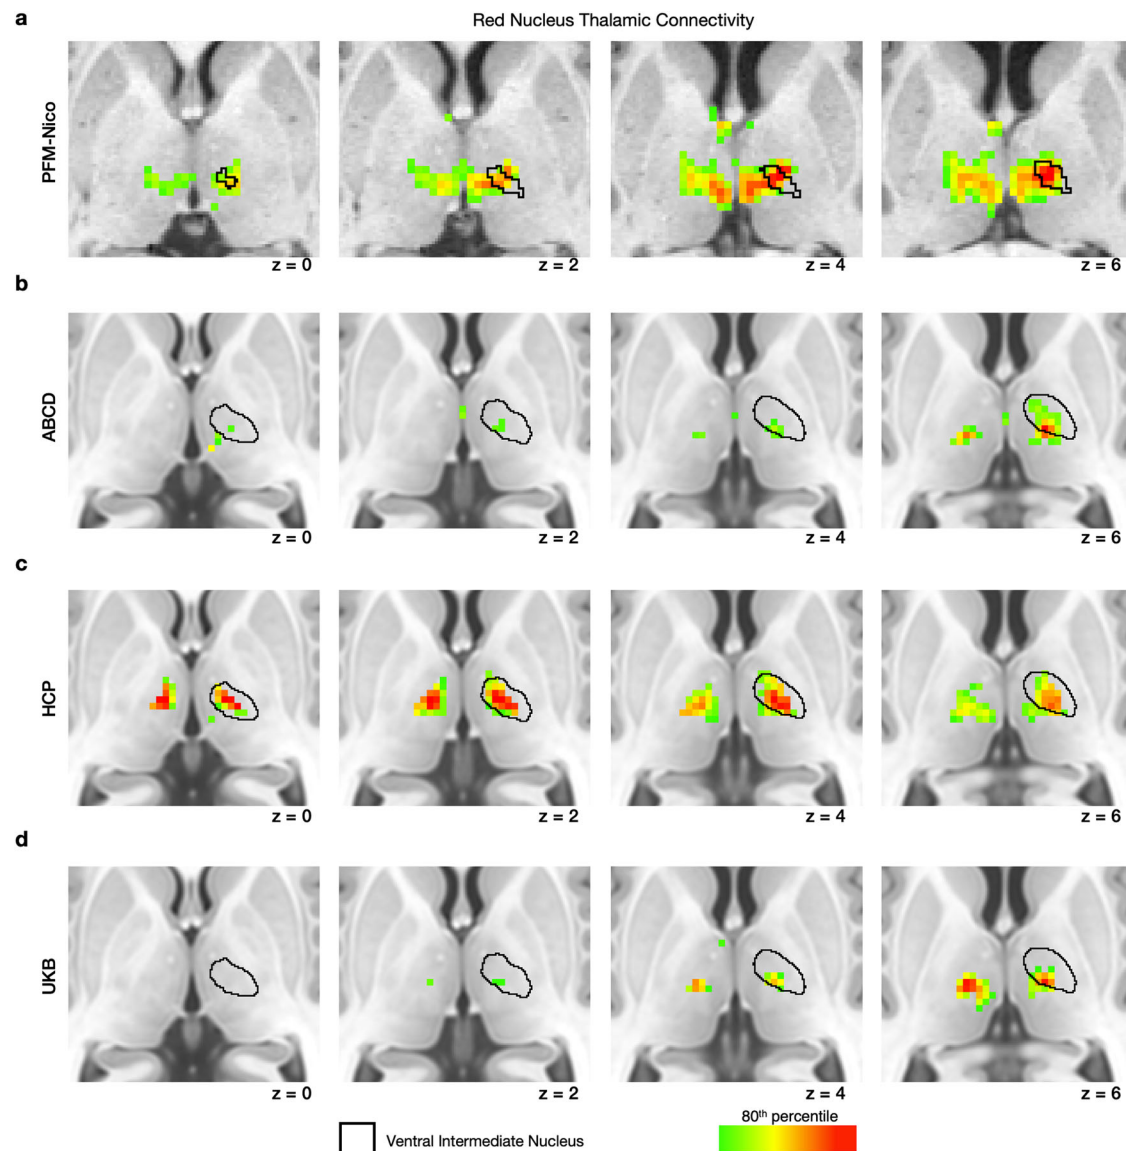 a
Red Nucleus Thalamic Connectivity
PFM-Nico
z = 0
z = 2
z = 4
z = 6
b
ABCD
z = 0
z = 2
z = 4
z = 6
c
HCP
z = 0
z = 2
z = 4
z = 6
d
UKB
z = 0
z = 2
z = 4
z = 6
Ventral Intermediate Nucleus
80th percentile